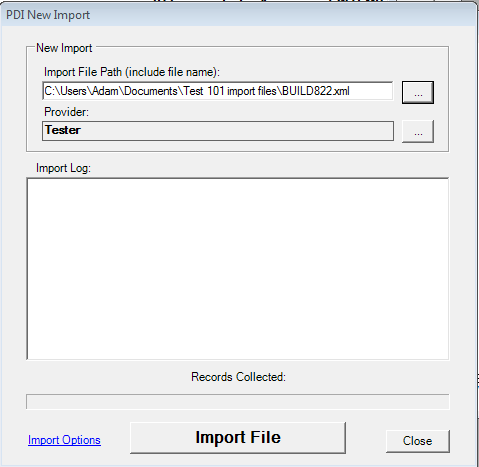 PDI New Import
New Import
Import File Path (include file name):
C:\Users\Adam\Documents\Test 101 import files\BUILD822.xml
...
Provider:
Tester
...
Import Log:
Records Collected:
Import Options
Import File
Close